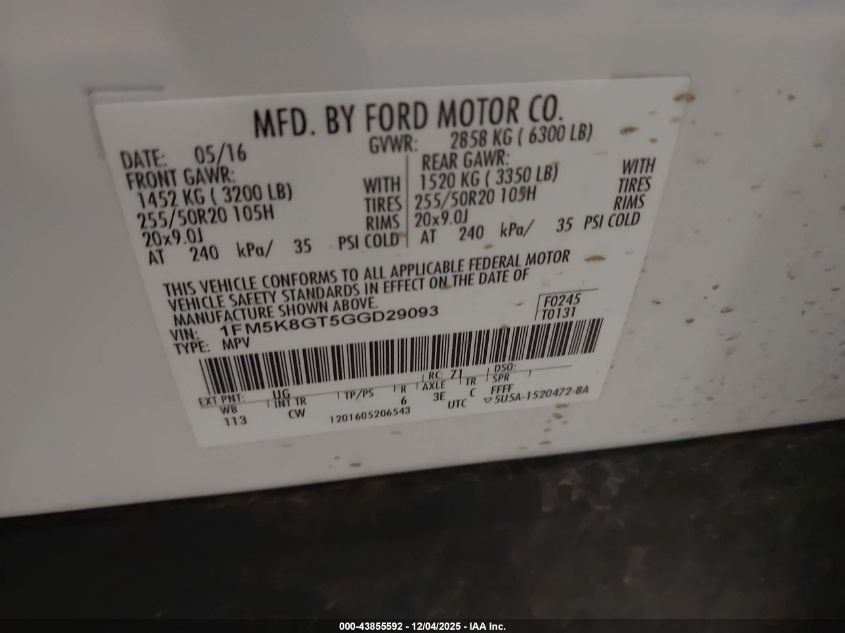 MFD. BY FORD MOTOR CO.
DATE: 05/16 GVWR: 2858 KG ( 6300 LB)
FRONT GAWR: REAR GAWR:
1452 KG ( 3200 LB) WITH 1520 KG ( 3350 LB) WITH
255/50R20 105H TIRES 255/50R20 105H TIRES
20x9.0J RIMS 20x9.0J RIMS
AT 240 kPa/ 35 PSI COLD AT 240 kPa/ 35 PSI COLD
THIS VEHICLE CONFORMS TO ALL APPLICABLE FEDERAL MOTOR
VEHICLE SAFETY STANDARDS IN EFFECT ON THE DATE OF
MANUFACTURE SHOWN ABOVE.
VIN: 1FM5K8GT5GGD29093 F0245
TYPE: MPV T0131
EXT PNT: UG RC: Z1 DSO:
WB INT TR TP/PS R AXLE TR SPR
113 CW 6 3E C FFFF
1201605206543 UTC ▽5U5A-1520472-BA
000-43855592 - 12/04/2025 - IAA Inc.